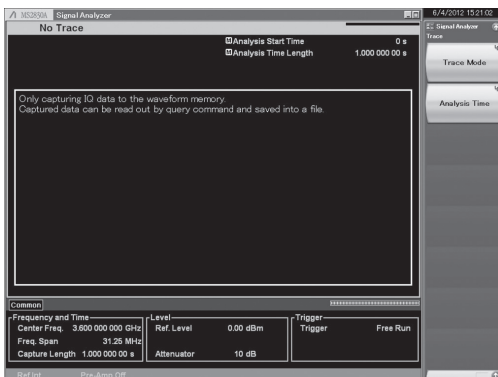 MS2830A Signal Analyzer
6/4/2012 15:21:02
No Trace
Signal Analyzer
Trace
Analysis Start Time 0 s
Analysis Time Length 1.000 000 00 s
Trace Mode
Analysis Time
Only capturing IQ data to the waveform memory.
Captured data can be read out by query command and saved into a file.
Common
Frequency and Time
Center Freq. 3.600 000 000 GHz
Freq. Span 31.25 MHz
Capture Length 1.000 000 00 s
Level
Ref. Level 0.00 dBm
Attenuator 10 dB
Trigger
Trigger Free Run
Ref.Int Pre-Amp Off